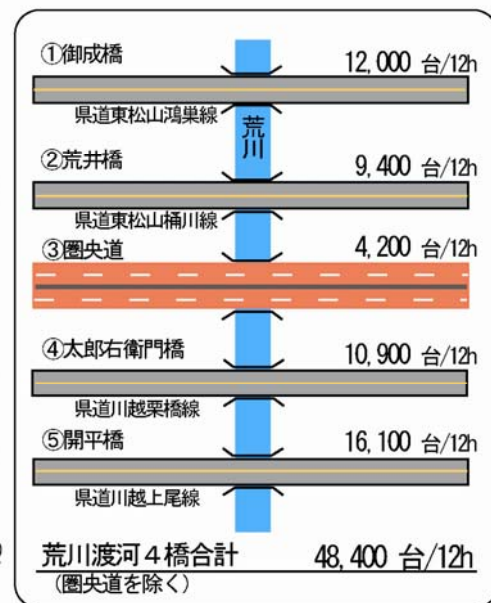 ①御成橋 12,000 台/12h
県道東松山鴻巣線
荒川
②荒井橋 9,400 台/12h
県道東松山桶川線
③圏央道 4,200 台/12h
④太郎右衛門橋 10,900 台/12h
県道川越栗橋線
⑤開平橋 16,100 台/12h
県道川越上尾線
荒川渡河4橋合計 48,400 台/12h
(圏央道を除く)